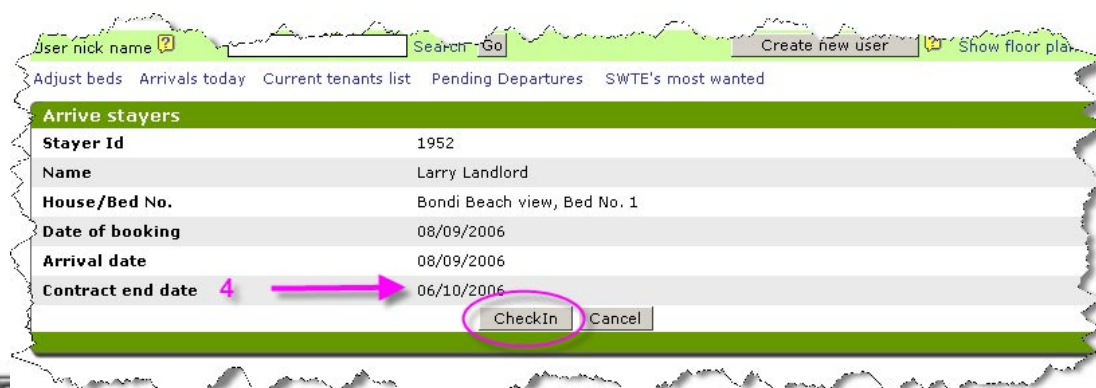 User nick name ? Search Go Create new user ? Show floor plan
Adjust beds Arrivals today Current tenants list Pending Departures SWTE's most wanted
Arrive stayers
Stayer Id 1952
Name Larry Landlord
House/Bed No. Bondi Beach view, Bed No. 1
Date of booking 08/09/2006
Arrival date 08/09/2006
Contract end date 4 06/10/2006
CheckIn Cancel